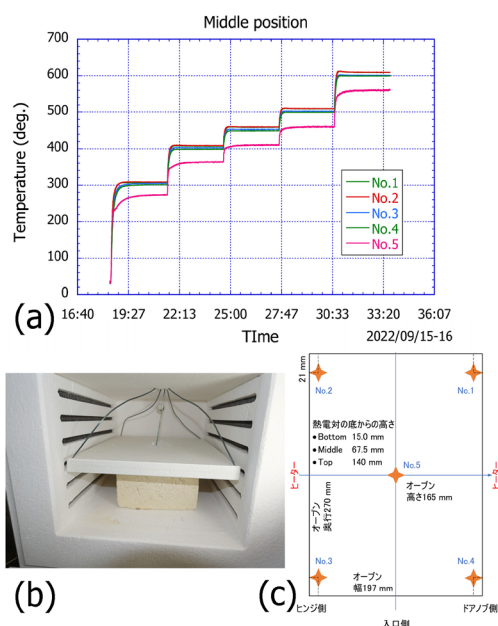 Middle position
Temperature (deg.)
700
600
500
400
300
200
100
0
No.1
No.2
No.3
No.4
No.5
16:40 19:27 22:13 25:00 27:47 30:33 33:20 36:07
TIme
2022/09/15-16
(a)
(b)
21 mm
No.2
No.1
熱電対の底からの高さ
•Bottom 15.0 mm
•Middle 67.5 mm
•Top 140 mm
No.5
ヒーター
ヒーター
オーブン
高さ165 mm
オーブン
奥行270 mm
No.3
No.4
オーブン
幅197 mm
(c)
ヒンジ側
ドアノブ側
入口側